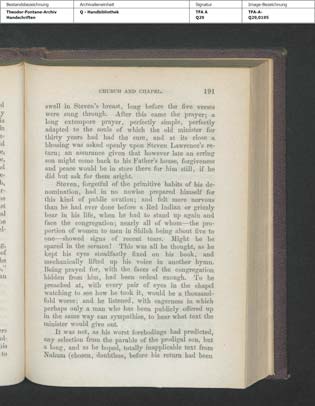 Bestandsbezeichnung Archivalieneinheit Signatur Image-Bezeichnung
Theodor-Fontane-Archiv Q - Handbibliothek TFA A TFA-A-
Handschriften Q29 Q29,0195
CHURCH AND CHAPEL. 191
swell in Steven's breast, long before the five verses
were sung through. After this came the prayer; a
long extempore prayer, perfectly simple, perfectly
adapted to the souls of which the old minister for
thirty years had had the cure, and at its close a
blessing was asked openly upon Steven Lawrence's re-
turn; an assurance given that however late an erring
son might come back to his Father's house, forgiveness
and peace would be in store there for him still, if he
did but ask for them aright.
Steven, forgetful of the primitive habits of his de-
nomination, had in no wise prepared himself for
this kind of public ovation; and felt more nervous
than he had ever done before a Red Indian or grizzly
bear in his life, when he had to stand up again and
face the congregation; nearly all of whom—the pro-
portion of women to men in Shiloh being about five to
one—showed signs of recent tears. Might he be
spared in the sermon! This was all he thought, as he
kept his eyes steadfastly fixed on his book, and
mechanically lifted up his voice in another hymn.
Being prayed for, with the faces of the congregation
hidden from him, had been ordeal enough. To be
preached at, with every pair of eyes in the chapel
watching to see how he took it, would be a thousand-
fold worse; and he listened, with eagerness in which
perhaps only a man who has been publicly offered up
in the same way can sympathise, to hear what text the
minister would give out.
It was not, as his worst forebodings had predicted,
any selection from the parable of the prodigal son, but
a long, and as he hoped, totally inapplicable text from
Nahum (chosen, doubtless, before his return had been